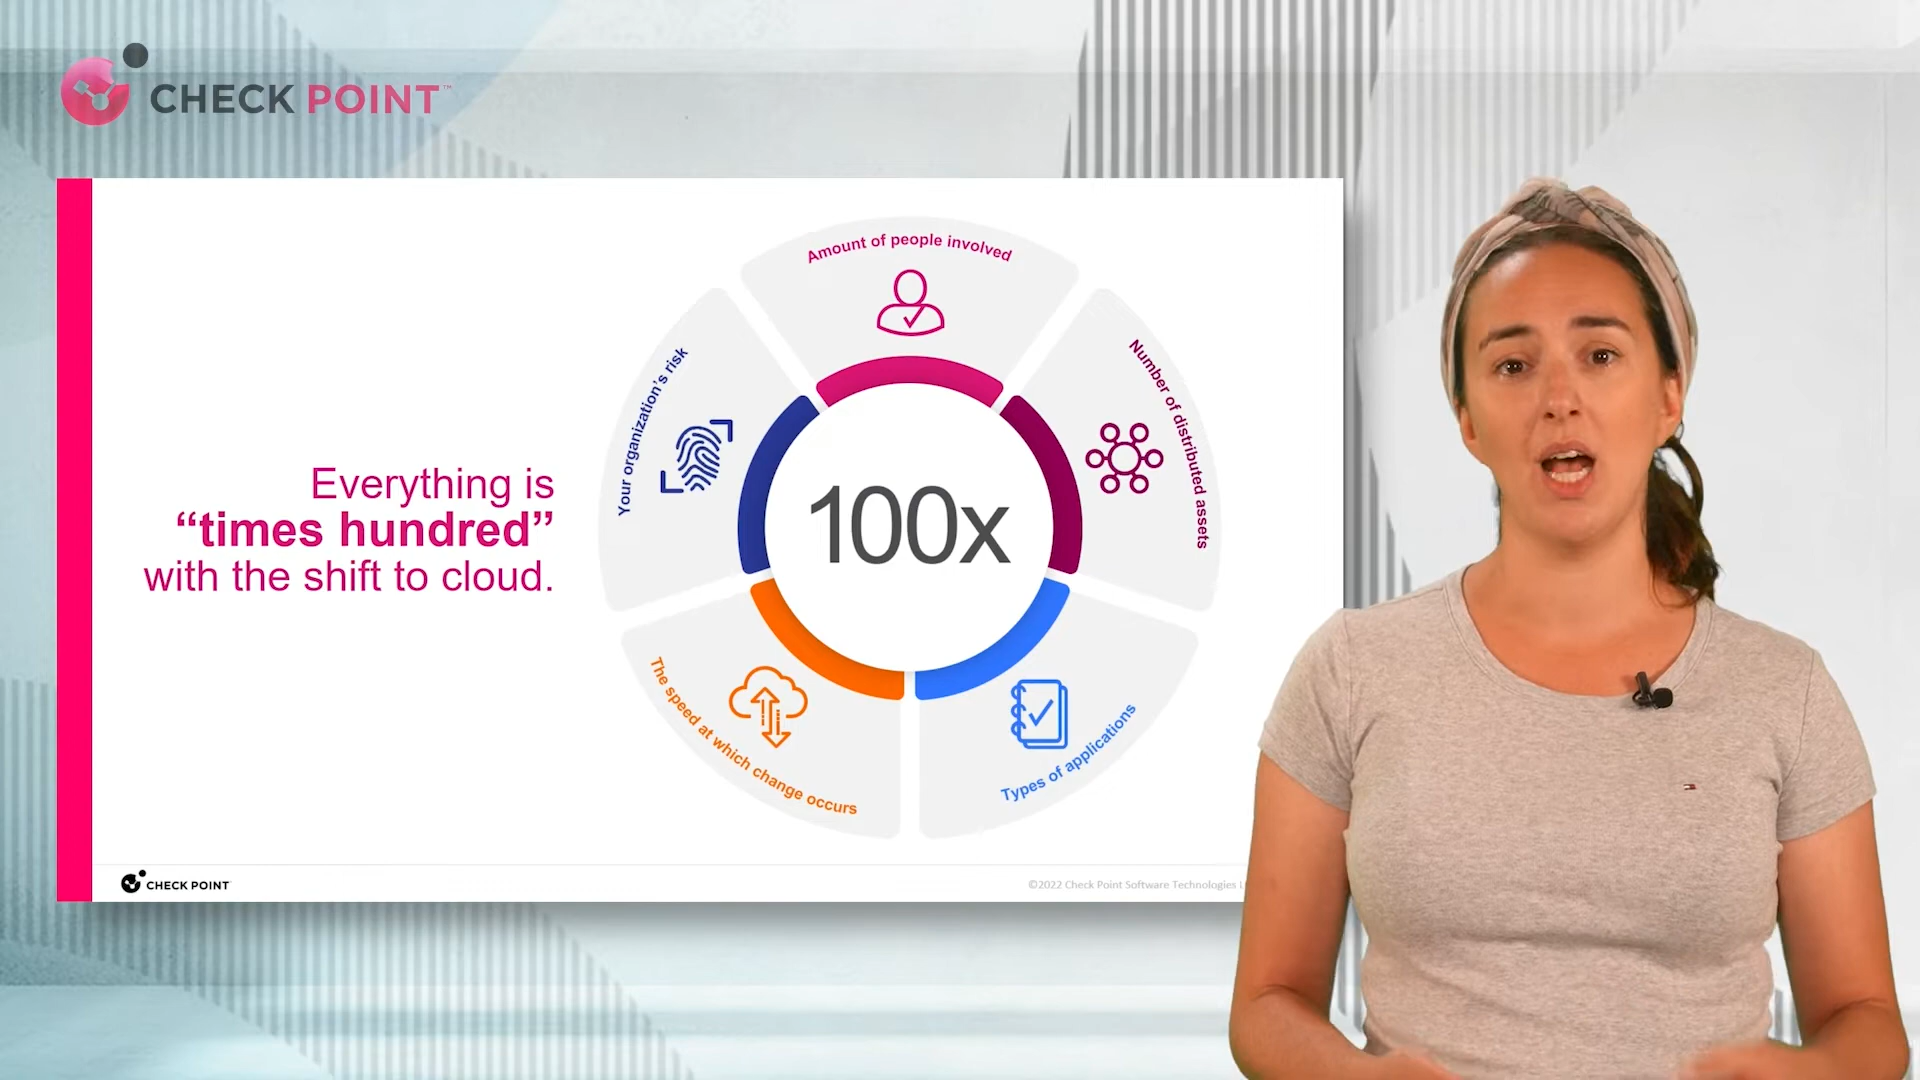 CHECK POINT™
Everything is
“times hundred”
with the shift to cloud.
Amount of people involved
Number of distributed assets
Types of applications
The speed at which change occurs
Your organization's risk
100x
CHECK POINT
©2022 Check Point Software Technologies